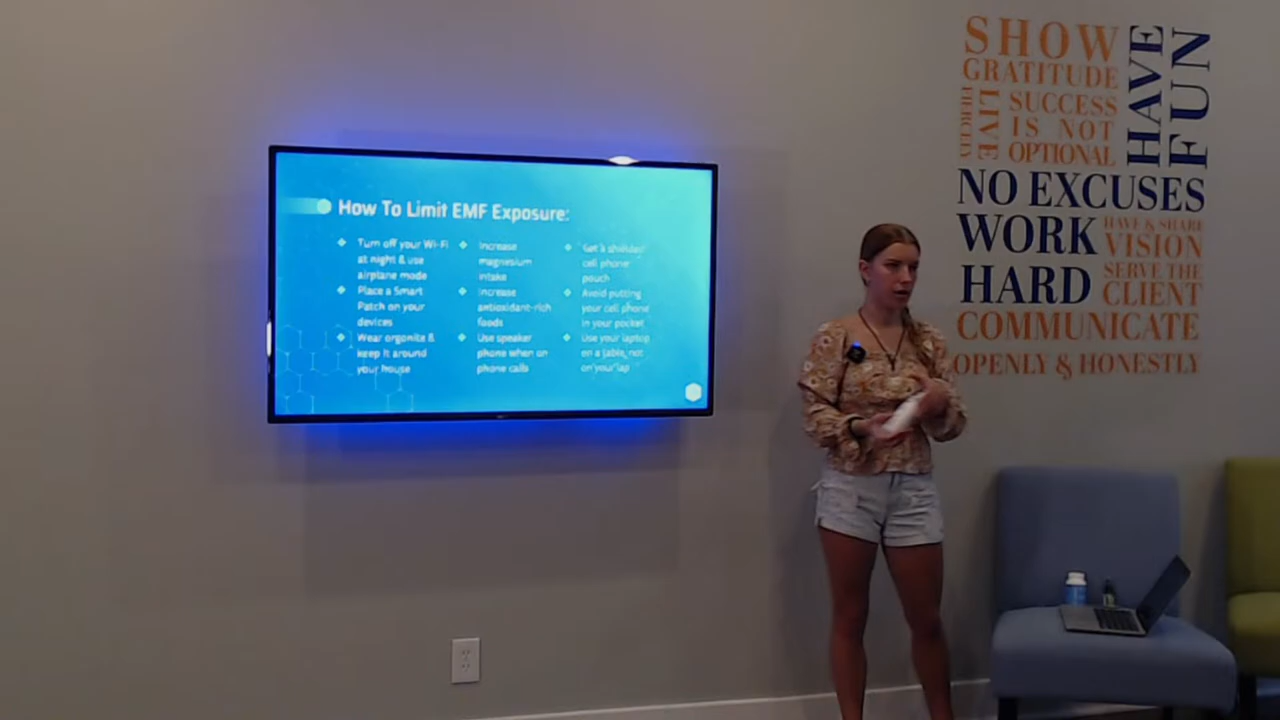 How To Limit EMF Exposure:
Turn off your Wi-Fi
at night & use
airplane mode
Place a Smart
Patch on your
devices
Wear orgonite &
keep it around
your house
Increase
magnesium
intake
Increase
antioxidant-rich
foods
Use speaker
phone when on
phone calls
Get a shielded
cell phone
pouch
Avoid putting
your cell phone
in your pocket
Use your laptop
on a table, not
on your lap
SHOW
GRATITUDE
LIVE
FIERCELY
SUCCESS
IS NOT
OPTIONAL
HAVE
FUN
NO EXCUSES
WORK
HARD
HAVE & SHARE
VISION
SERVE THE
CLIENT
COMMUNICATE
OPENLY & HONESTLY